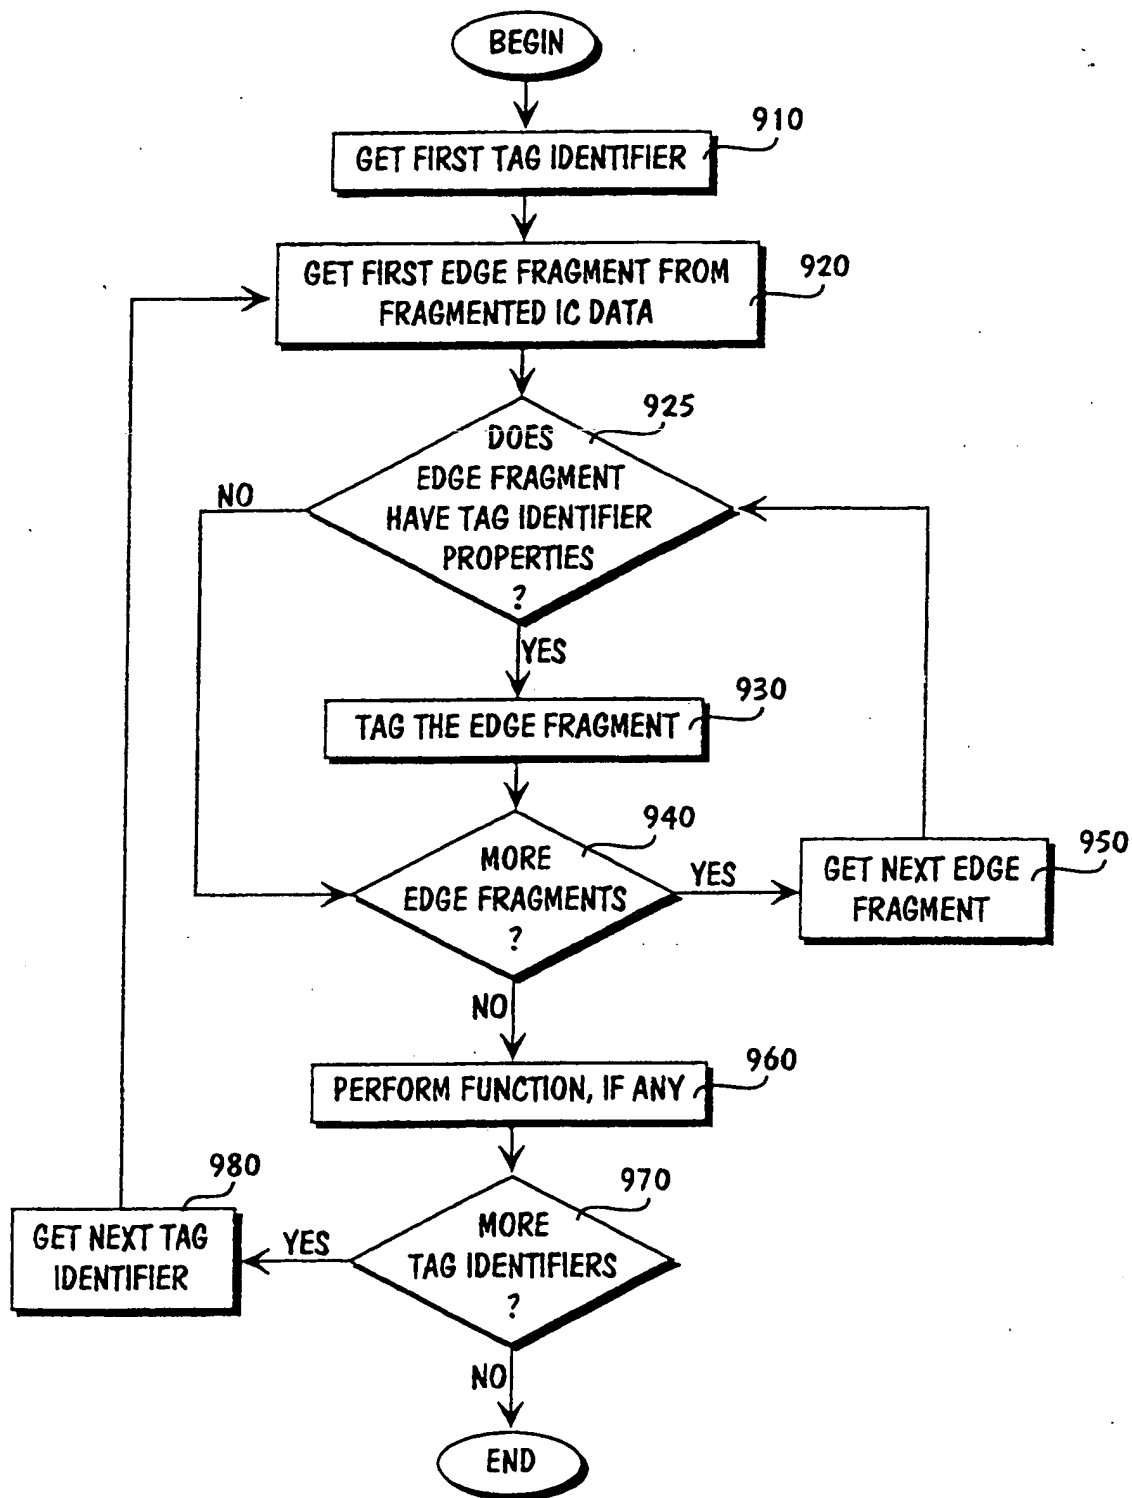 BEGIN
910
GET FIRST TAG IDENTIFIER
920
GET FIRST EDGE FRAGMENT FROM
FRAGMENTED IC DATA
925
DOES
EDGE FRAGMENT
HAVE TAG IDENTIFIER
PROPERTIES
?
NO
YES
930
TAG THE EDGE FRAGMENT
940
MORE
EDGE FRAGMENTS
?
YES
950
GET NEXT EDGE
FRAGMENT
NO
960
PERFORM FUNCTION, IF ANY
970
MORE
TAG IDENTIFIERS
?
YES
980
GET NEXT TAG
IDENTIFIER
NO
END